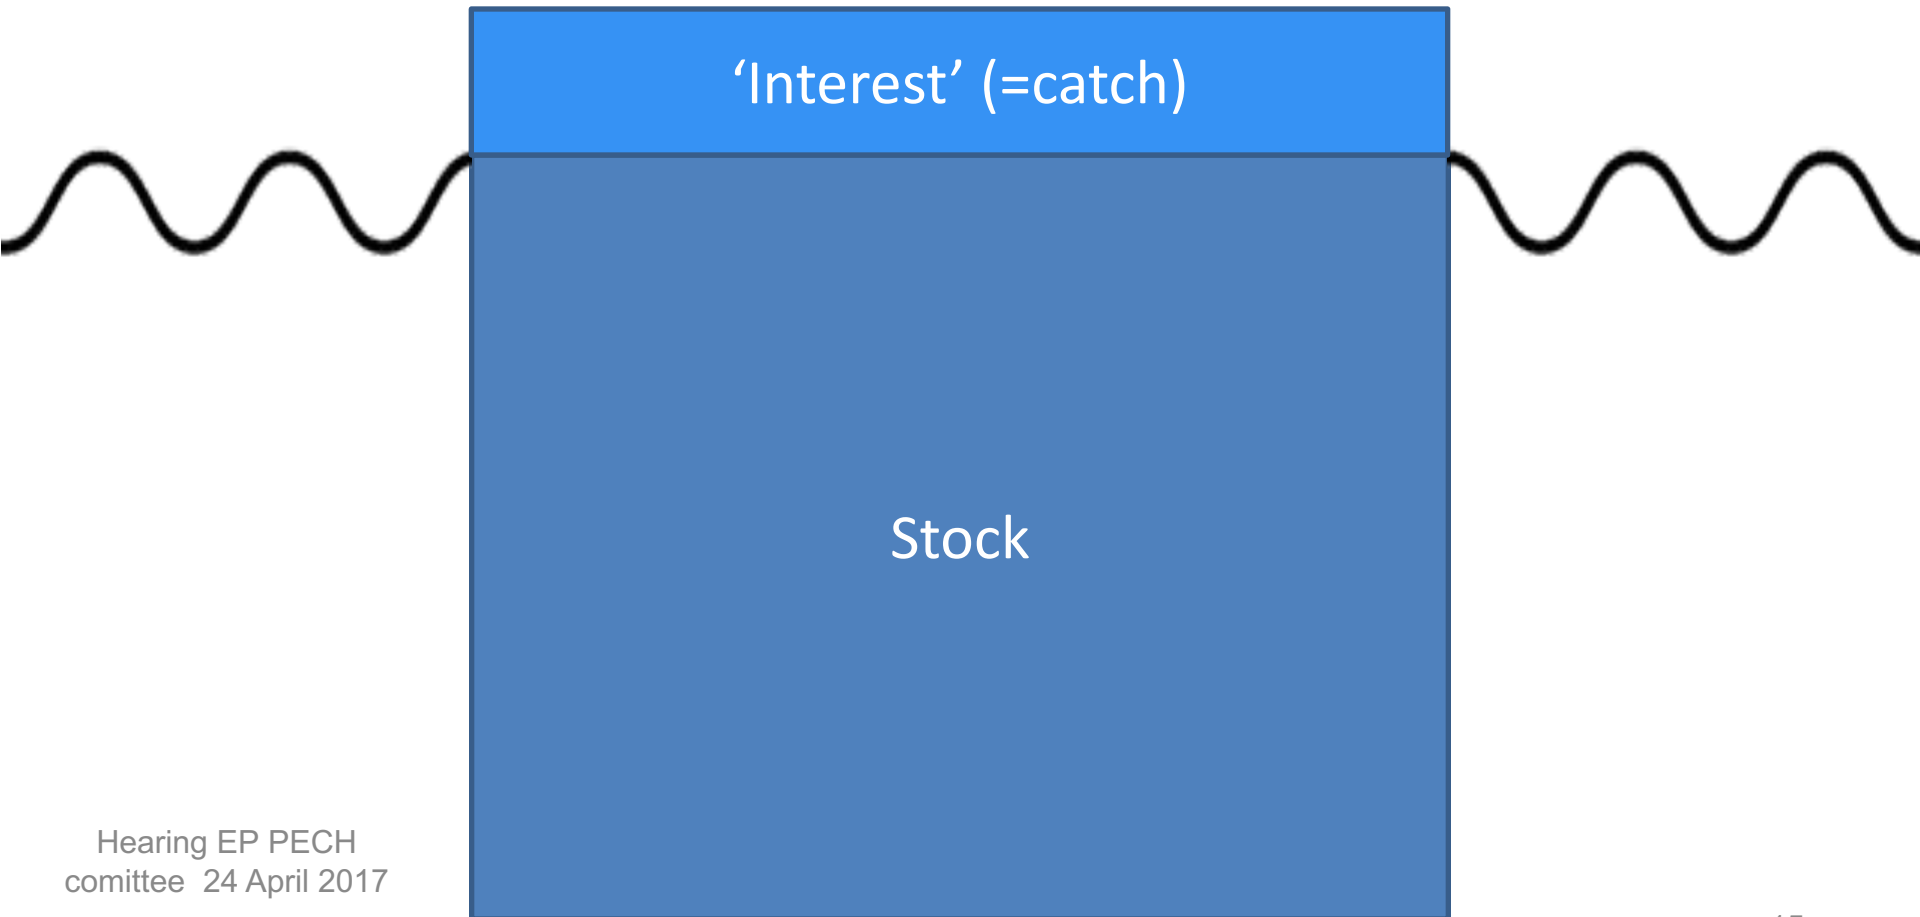 ‘Interest’ (=catch)
Stock
Hearing EP PECH
comittee 24 April 2017